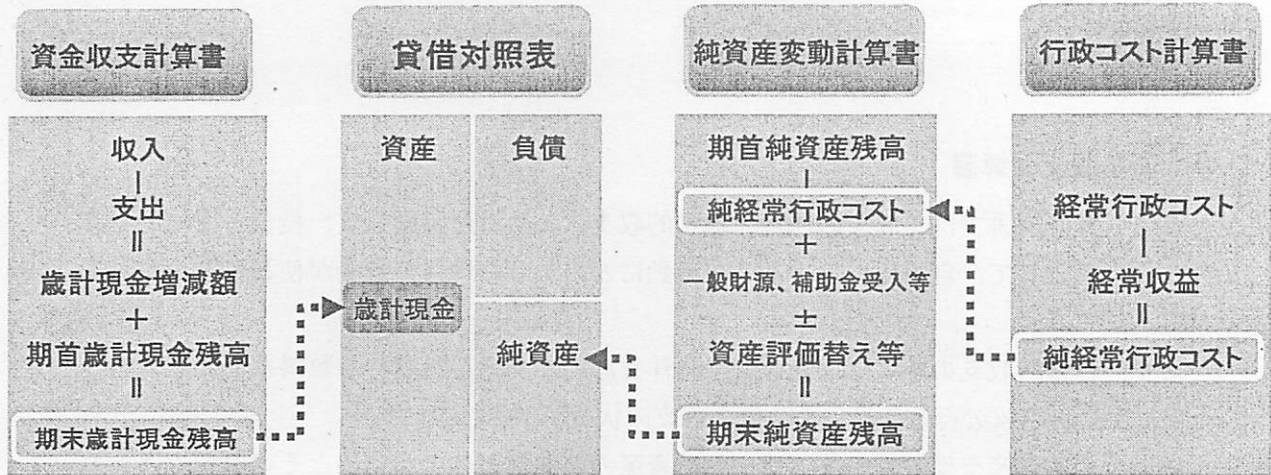 資金収支計算書
収入
－
支出
॥
歳計現金増減額
＋
期首歳計現金残高
॥
期末歳計現金残高
貸借対照表
資産
負債
歳計現金
純資産
純資産変動計算書
期首純資産残高
－
純経常行政コスト
＋
一般財源、補助金受入等
±
資産評価替え等
॥
期末純資産残高
行政コスト計算書
経常行政コスト
－
経常収益
॥
純経常行政コスト